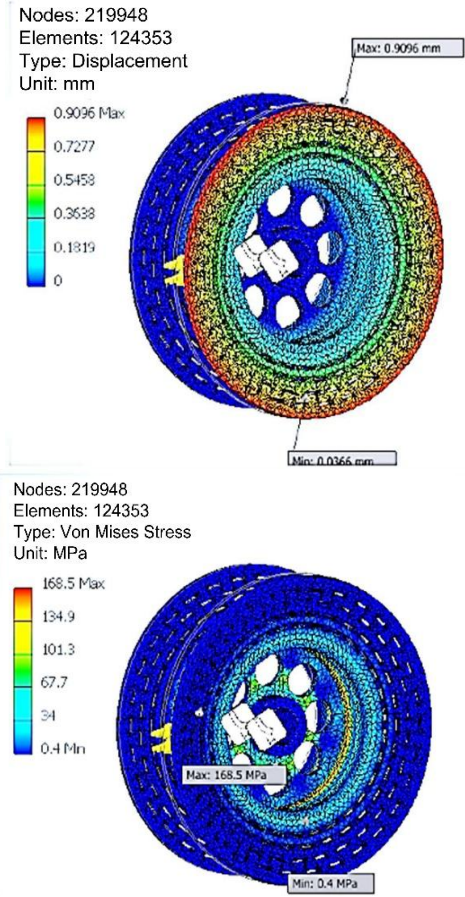 Nodes: 219948
Elements: 124353
Type: Displacement
Unit: mm
Max: 0.9096 mm
0.9096 Max
0.7277
0.5458
0.3638
0.1819
0
Min: 0.0366 mm
Nodes: 219948
Elements: 124353
Type: Von Mises Stress
Unit: MPa
168.5 Max
134.9
101.3
67.7
34
0.4 Min
Max: 168.5 MPa
Min: 0.4 MPa